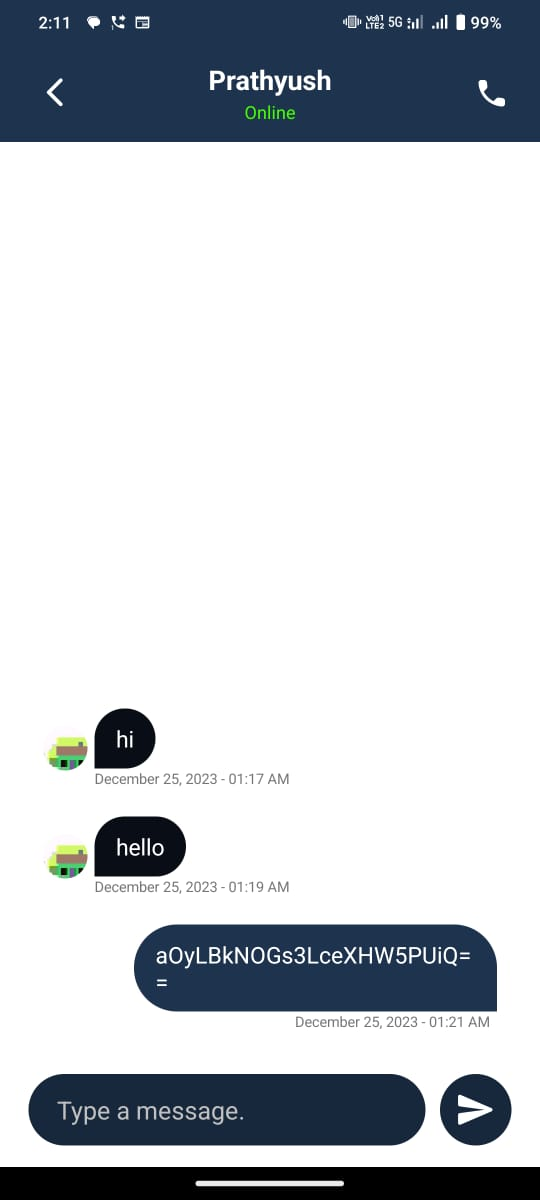 2:11 5G 99%
Prathyush
Online
hi
December 25, 2023 - 01:17 AM
hello
December 25, 2023 - 01:19 AM
aOyLBkNOGs3LceXHW5PUiQ=
=
December 25, 2023 - 01:21 AM
Type a message.